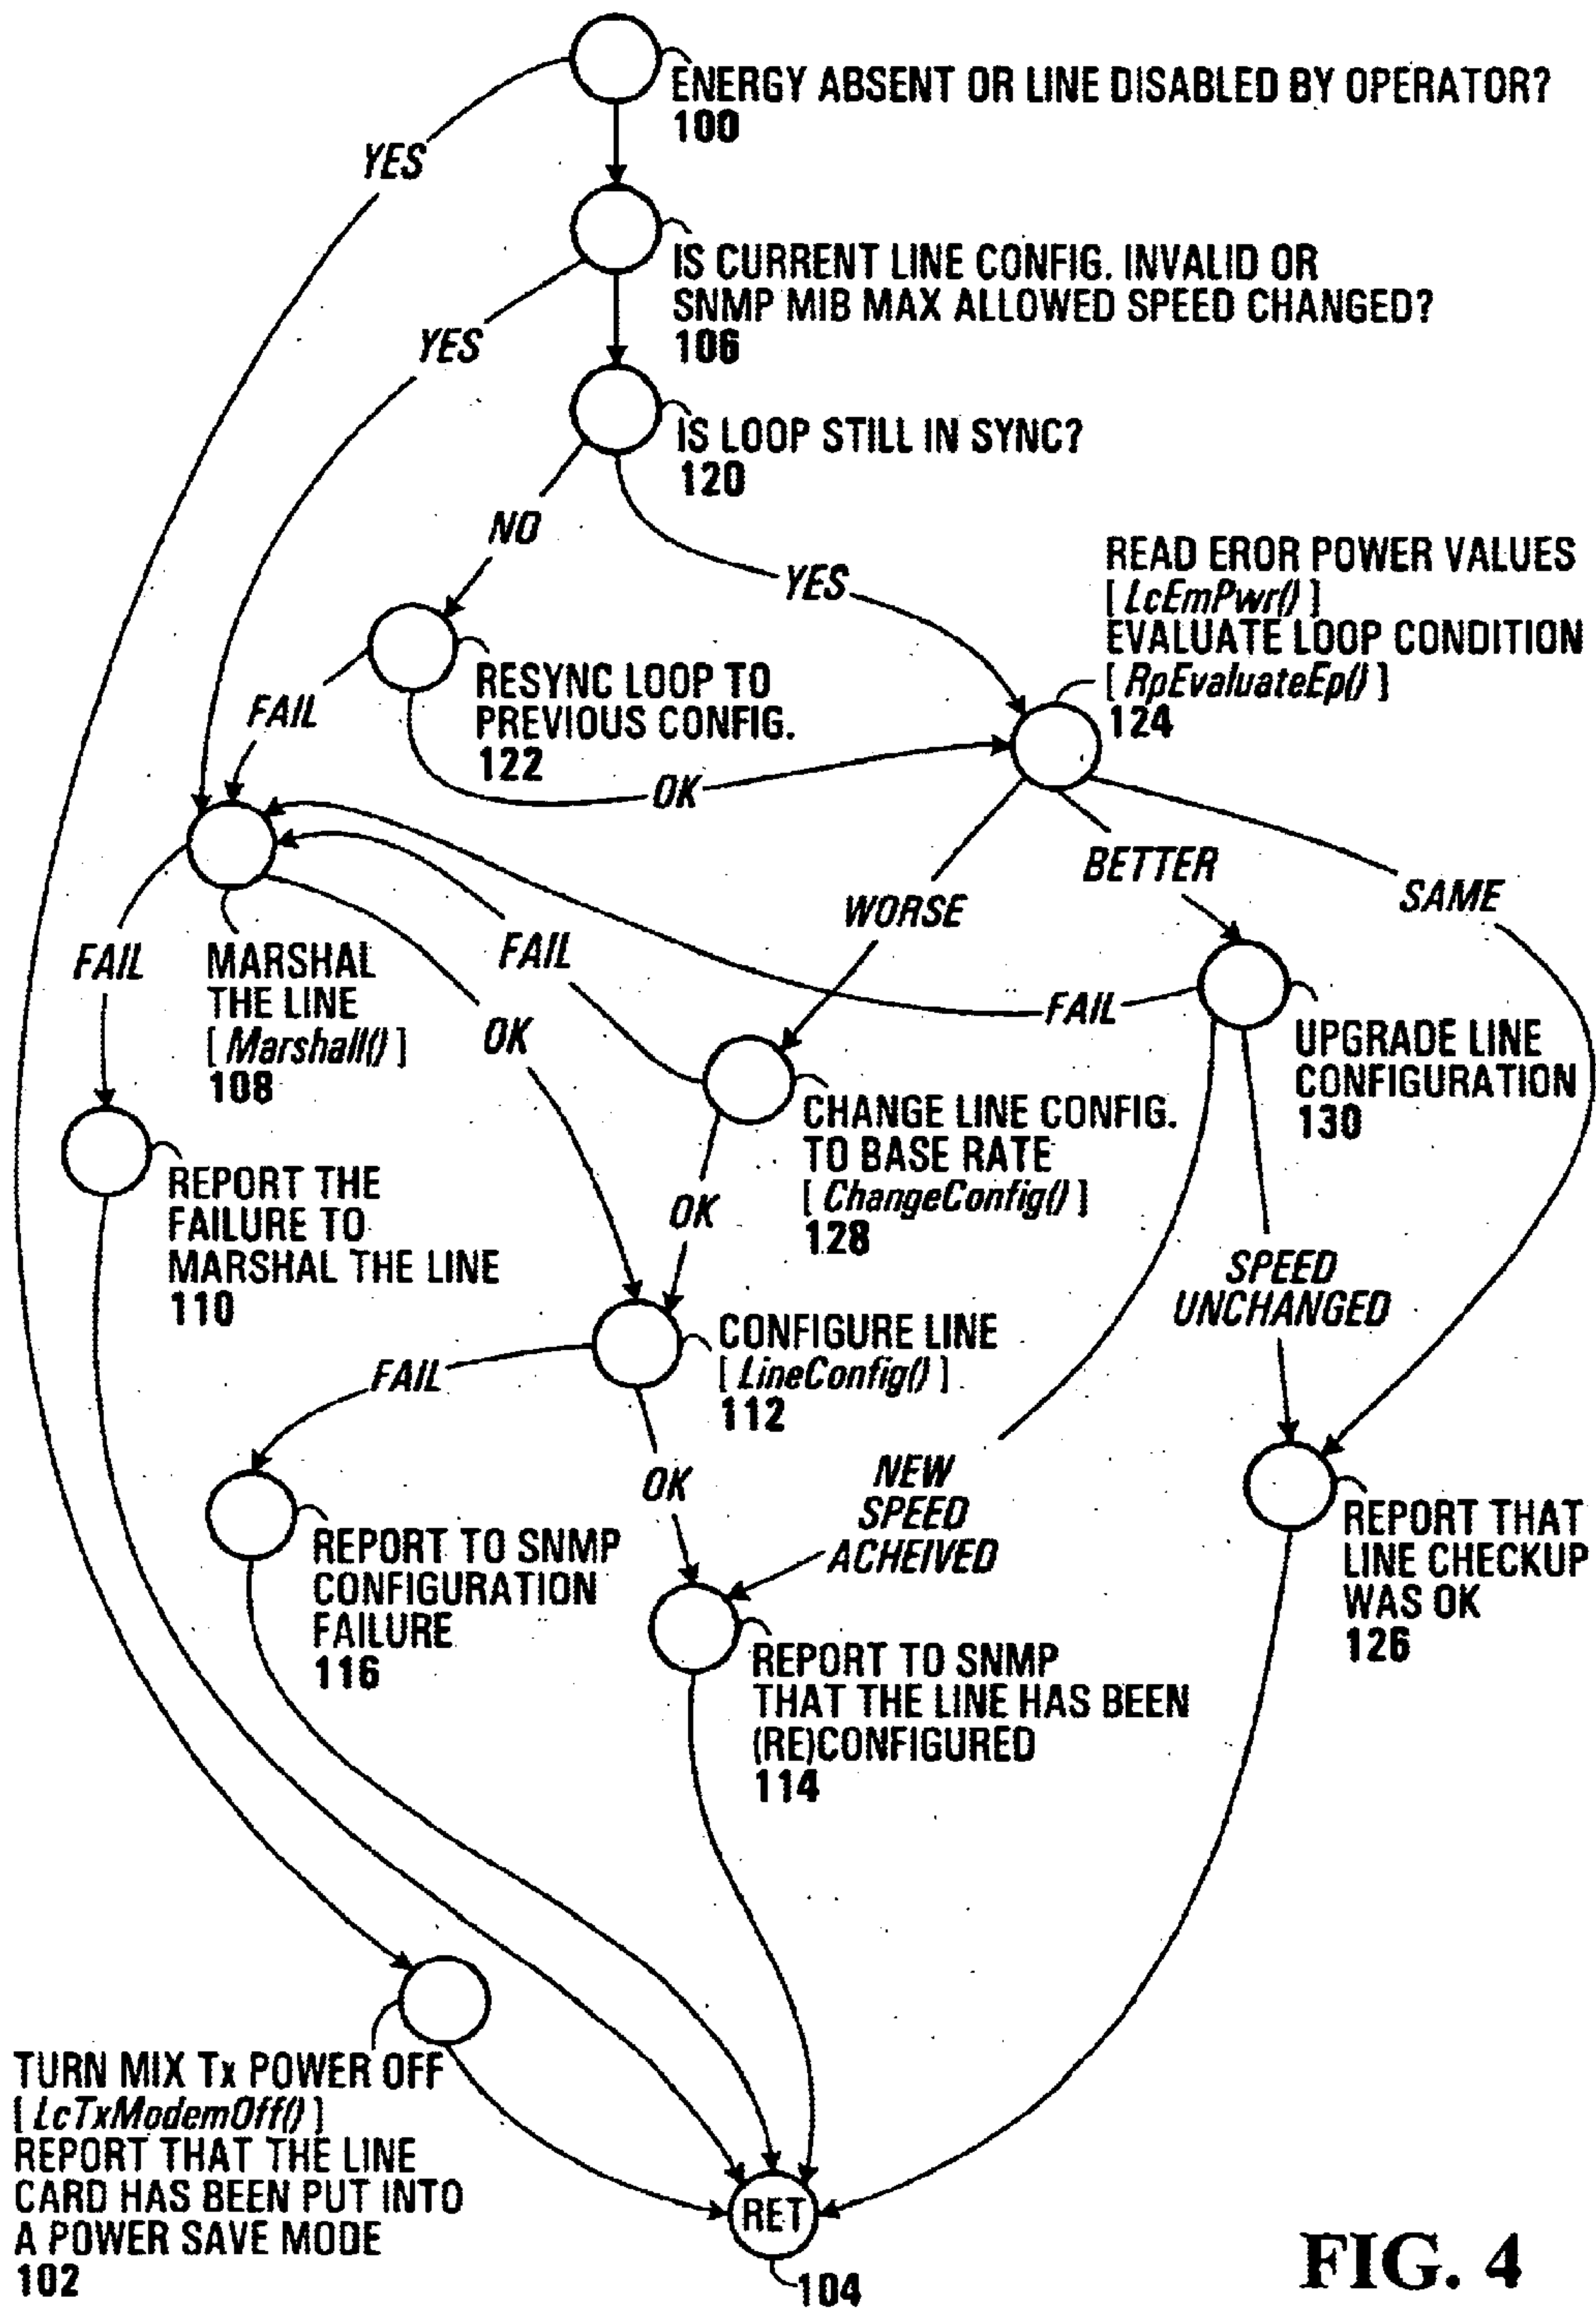 ENERGY ABSENT OR LINE DISABLED BY OPERATOR?
100
YES
IS CURRENT LINE CONFIG. INVALID OR
SNMP MIB MAX ALLOWED SPEED CHANGED?
106
YES
IS LOOP STILL IN SYNC?
120
NO
YES
READ EROR POWER VALUES
[ LcEmPwr() ]
EVALUATE LOOP CONDITION
[ RpEvaluateEp() ]
124
RESYNC LOOP TO
PREVIOUS CONFIG.
122
FAIL
OK
BETTER
SAME
WORSE
FAIL
MARSHAL
THE LINE
[ Marshall() ]
108
FAIL
OK
FAIL
UPGRADE LINE
CONFIGURATION
130
CHANGE LINE CONFIG.
TO BASE RATE
[ ChangeConfig() ]
128
REPORT THE
FAILURE TO
MARSHAL THE LINE
110
OK
SPEED
UNCHANGED
CONFIGURE LINE
[ LineConfig() ]
112
FAIL
OK
NEW
SPEED
ACHEIVED
REPORT THAT
LINE CHECKUP
WAS OK
126
REPORT TO SNMP
CONFIGURATION
FAILURE
116
REPORT TO SNMP
THAT THE LINE HAS BEEN
(RE)CONFIGURED
114
TURN MIX Tx POWER OFF
[ LcTxModemOff() ]
REPORT THAT THE LINE
CARD HAS BEEN PUT INTO
A POWER SAVE MODE
102
RET
104
FIG. 4